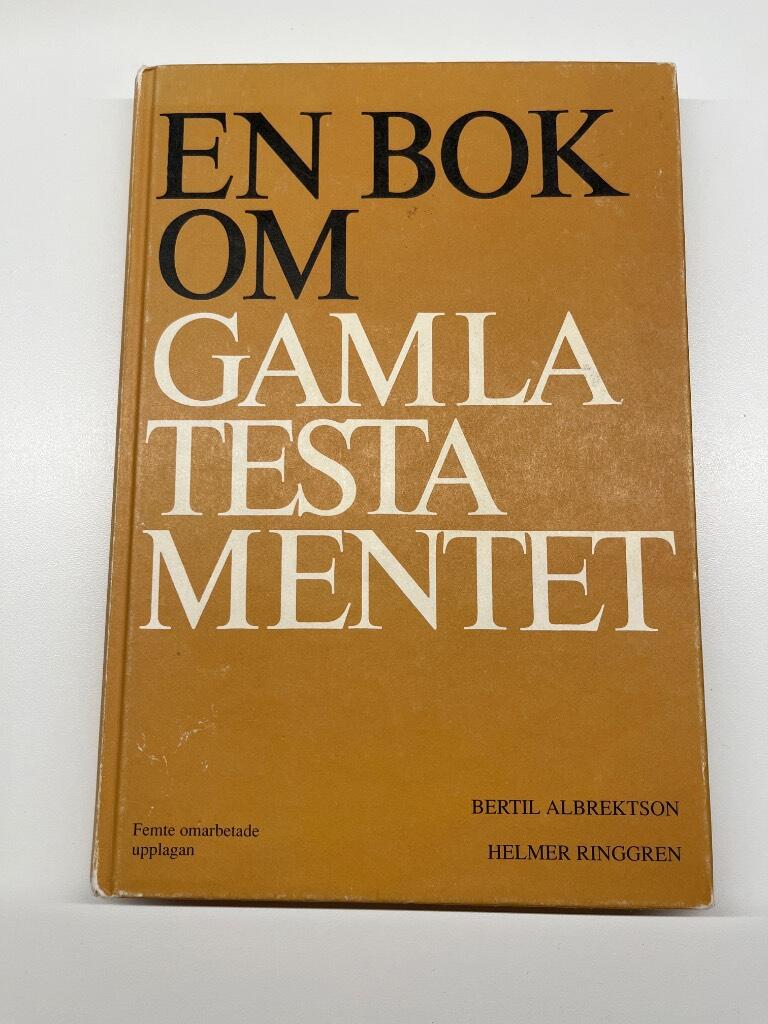 EN BOK
OM
GAMLA
TESTA
MENTET
BERTIL ALBREKTSON
Femte omarbetade
upplagan
HELMER RINGGREN